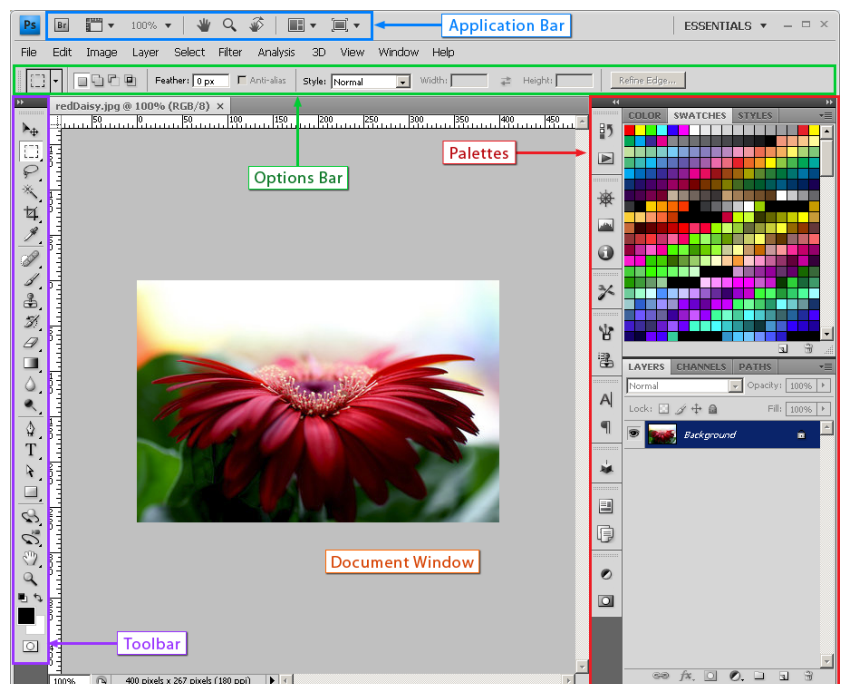 Ps Br 100% Application Bar ESSENTIALS
File Edit Image Layer Select Filter Analysis 3D View Window Help
Feather: 0 px Anti-alias Style: Normal Width: Height: Refine Edge...
redDaisy.jpg @ 100% (RGB/8) ×
50 0 50 100 150 200 250 300 350 400 450
COLOR SWATCHES STYLES
Palettes
Options Bar
LAYERS CHANNELS PATHS
Normal Opacity: 100%
Lock: Fill: 100%
Background
Document Window
Toolbar
100% 400 pixels x 267 pixels (180 ppi)